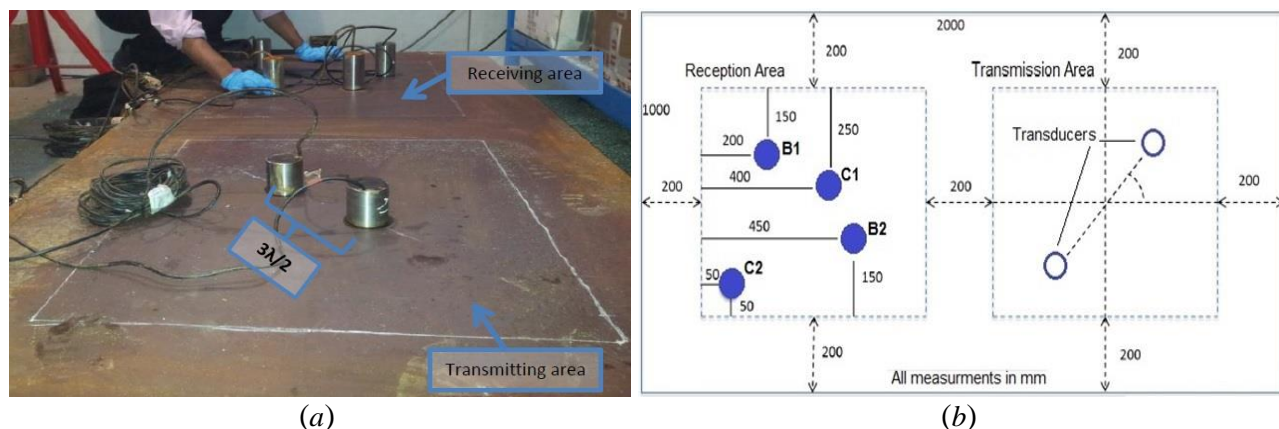 Receiving area
3λ/2
Transmitting area
(a)
2000
200
200
Reception Area
Transmission Area
1000
150
250
Transducers
200
B1
400
C1
200
200
200
450
B2
C2
50
150
50
200
200
All measurments in mm
(b)